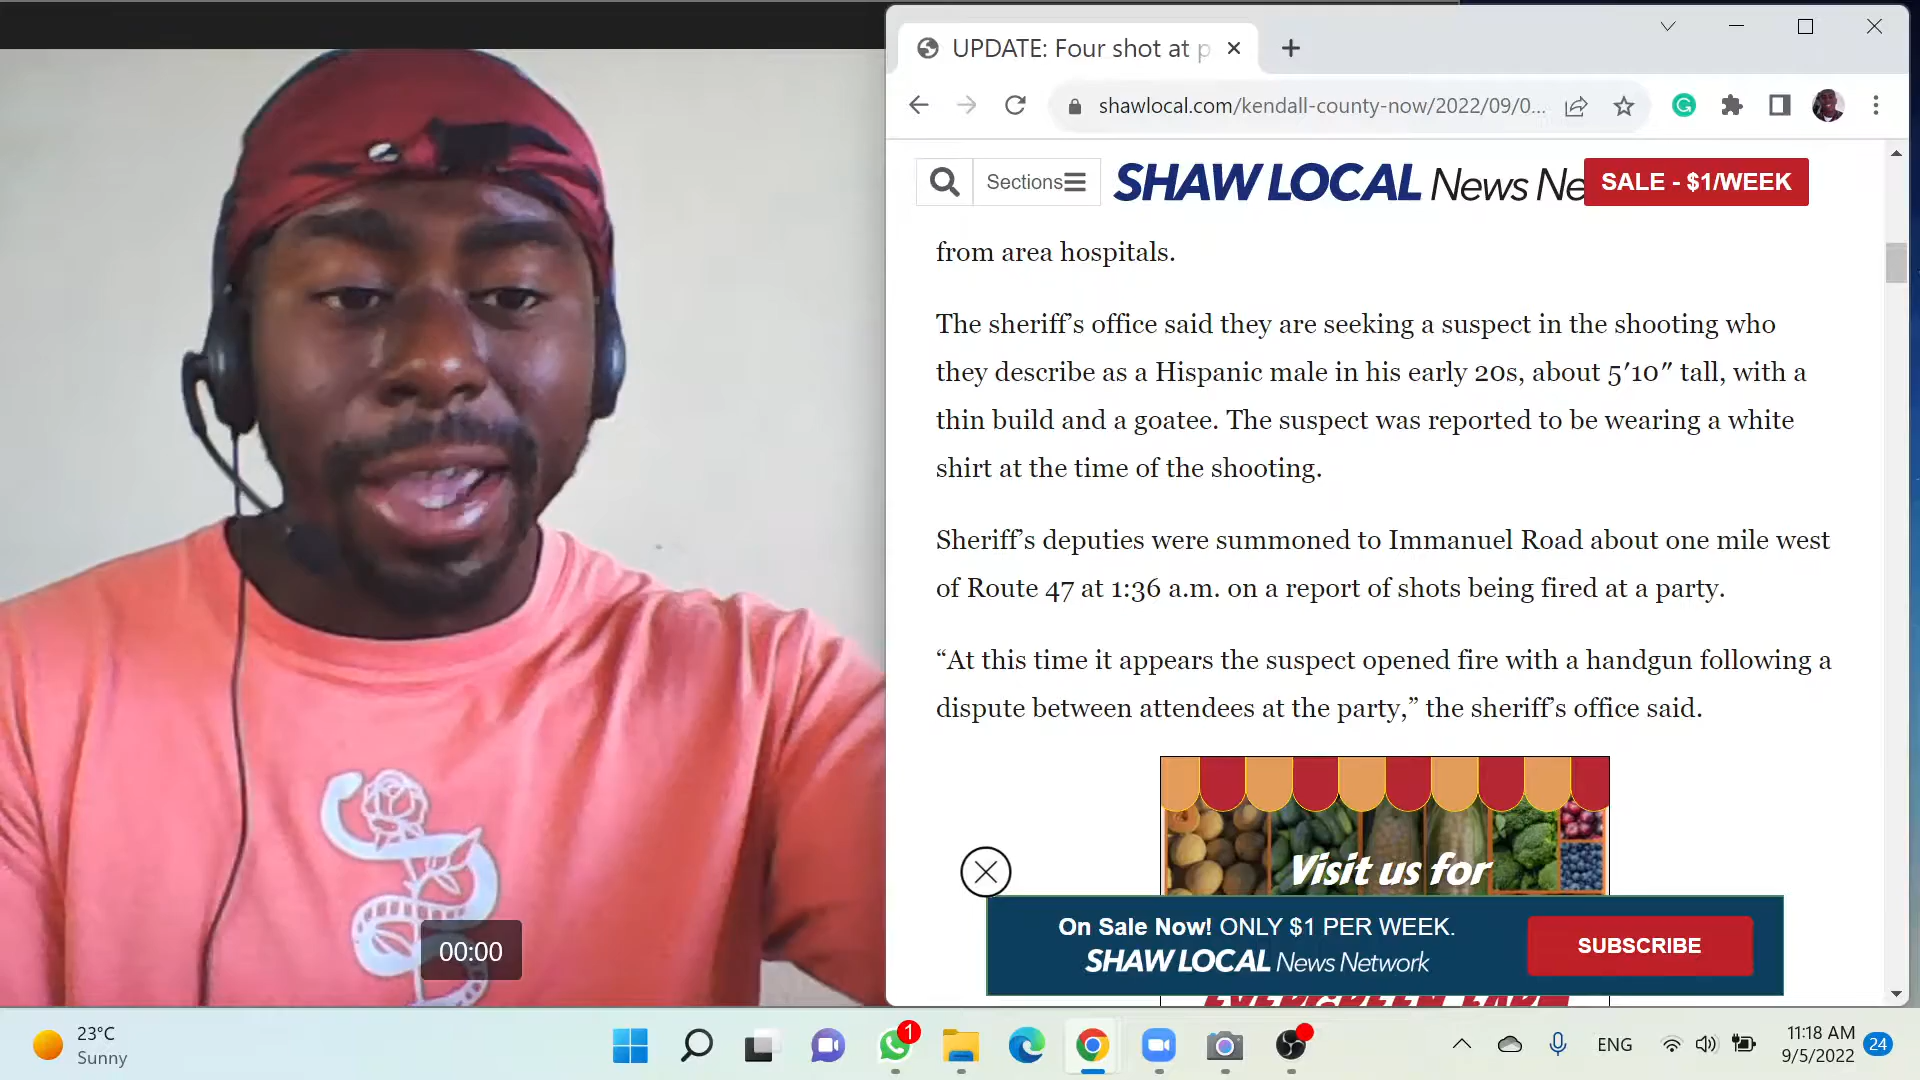 UPDATE: Four shot at p
shawlocal.com/kendall-county-now/2022/09/0...
Sections
SHAW LOCAL News Ne
SALE - $1/WEEK
from area hospitals.
The sheriff’s office said they are seeking a suspect in the shooting who
they describe as a Hispanic male in his early 20s, about 5′10″ tall, with a
thin build and a goatee. The suspect was reported to be wearing a white
shirt at the time of the shooting.
Sheriff’s deputies were summoned to Immanuel Road about one mile west
of Route 47 at 1:36 a.m. on a report of shots being fired at a party.
“At this time it appears the suspect opened fire with a handgun following a
dispute between attendees at the party,” the sheriff’s office said.
Visit us for
On Sale Now! ONLY $1 PER WEEK.
SHAW LOCAL News Network
SUBSCRIBE
00:00
23°C
Sunny
1
ENG
11:18 AM
9/5/2022
24